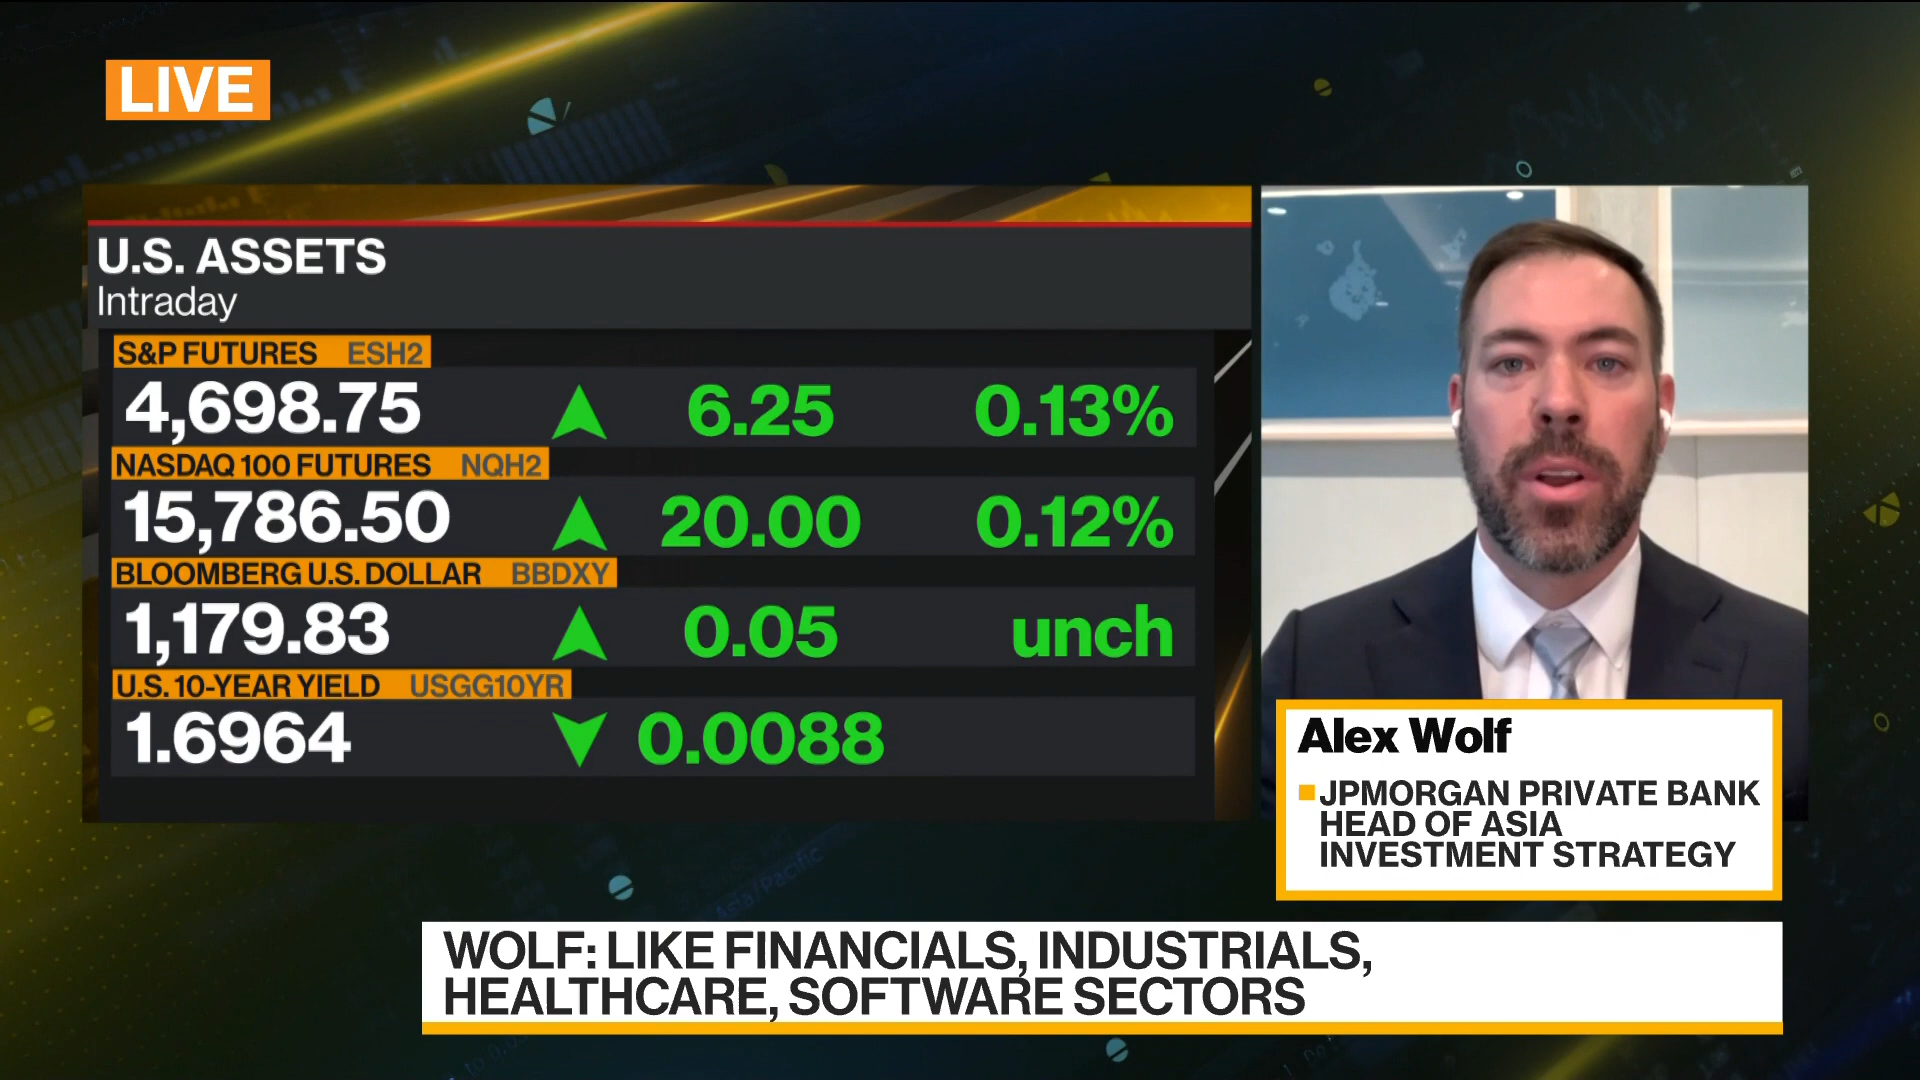 LIVE
U.S. ASSETS
Intraday
S&P FUTURES ESH2
4,698.75 ▲ 6.25 0.13%
NASDAQ 100 FUTURES NQH2
15,786.50 ▲ 20.00 0.12%
BLOOMBERG U.S. DOLLAR BBDXY
1,179.83 ▲ 0.05 unch
U.S. 10-YEAR YIELD USGG10YR
1.6964 ▼ 0.0088
Alex Wolf
JPMORGAN PRIVATE BANK
HEAD OF ASIA
INVESTMENT STRATEGY
Asia/Pacific
WOLF: LIKE FINANCIALS, INDUSTRIALS,
HEALTHCARE, SOFTWARE SECTORS